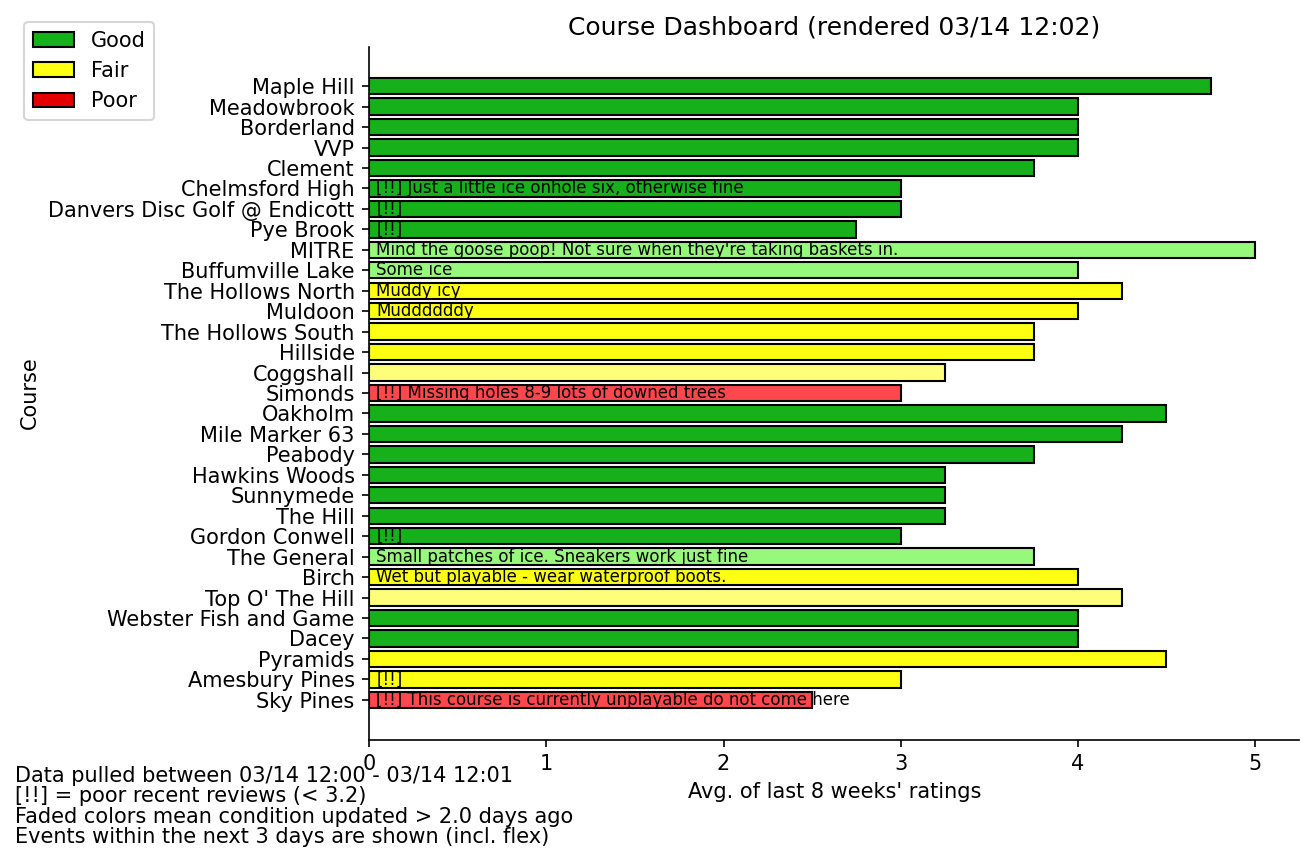 Course Dashboard (rendered 03/14 12:02)
Good
Fair
Poor
Course
Maple Hill
Meadowbrook
Borderland
VVP
Clement
Chelmsford High [!!] Just a little ice onhole six, otherwise fine
Danvers Disc Golf @ Endicott [!!]
Pye Brook [!!]
MITRE Mind the goose poop! Not sure when they're taking baskets in.
Buffumville Lake Some ice
The Hollows North Muddy icy
Muldoon Muddddddy
The Hollows South
Hillside
Coggshall
Simonds [!!] Missing holes 8-9 lots of downed trees
Oakholm
Mile Marker 63
Peabody
Hawkins Woods
Sunnymede
The Hill
Gordon Conwell [!!]
The General Small patches of ice. Sneakers work just fine
Birch Wet but playable - wear waterproof boots.
Top O' The Hill
Webster Fish and Game
Dacey
Pyramids
Amesbury Pines [!!]
Sky Pines [!!] This course is currently unplayable do not come here
0 1 2 3 4 5
Avg. of last 8 weeks' ratings
Data pulled between 03/14 12:00 - 03/14 12:01
[!!] = poor recent reviews (< 3.2)
Faded colors mean condition updated > 2.0 days ago
Events within the next 3 days are shown (incl. flex)